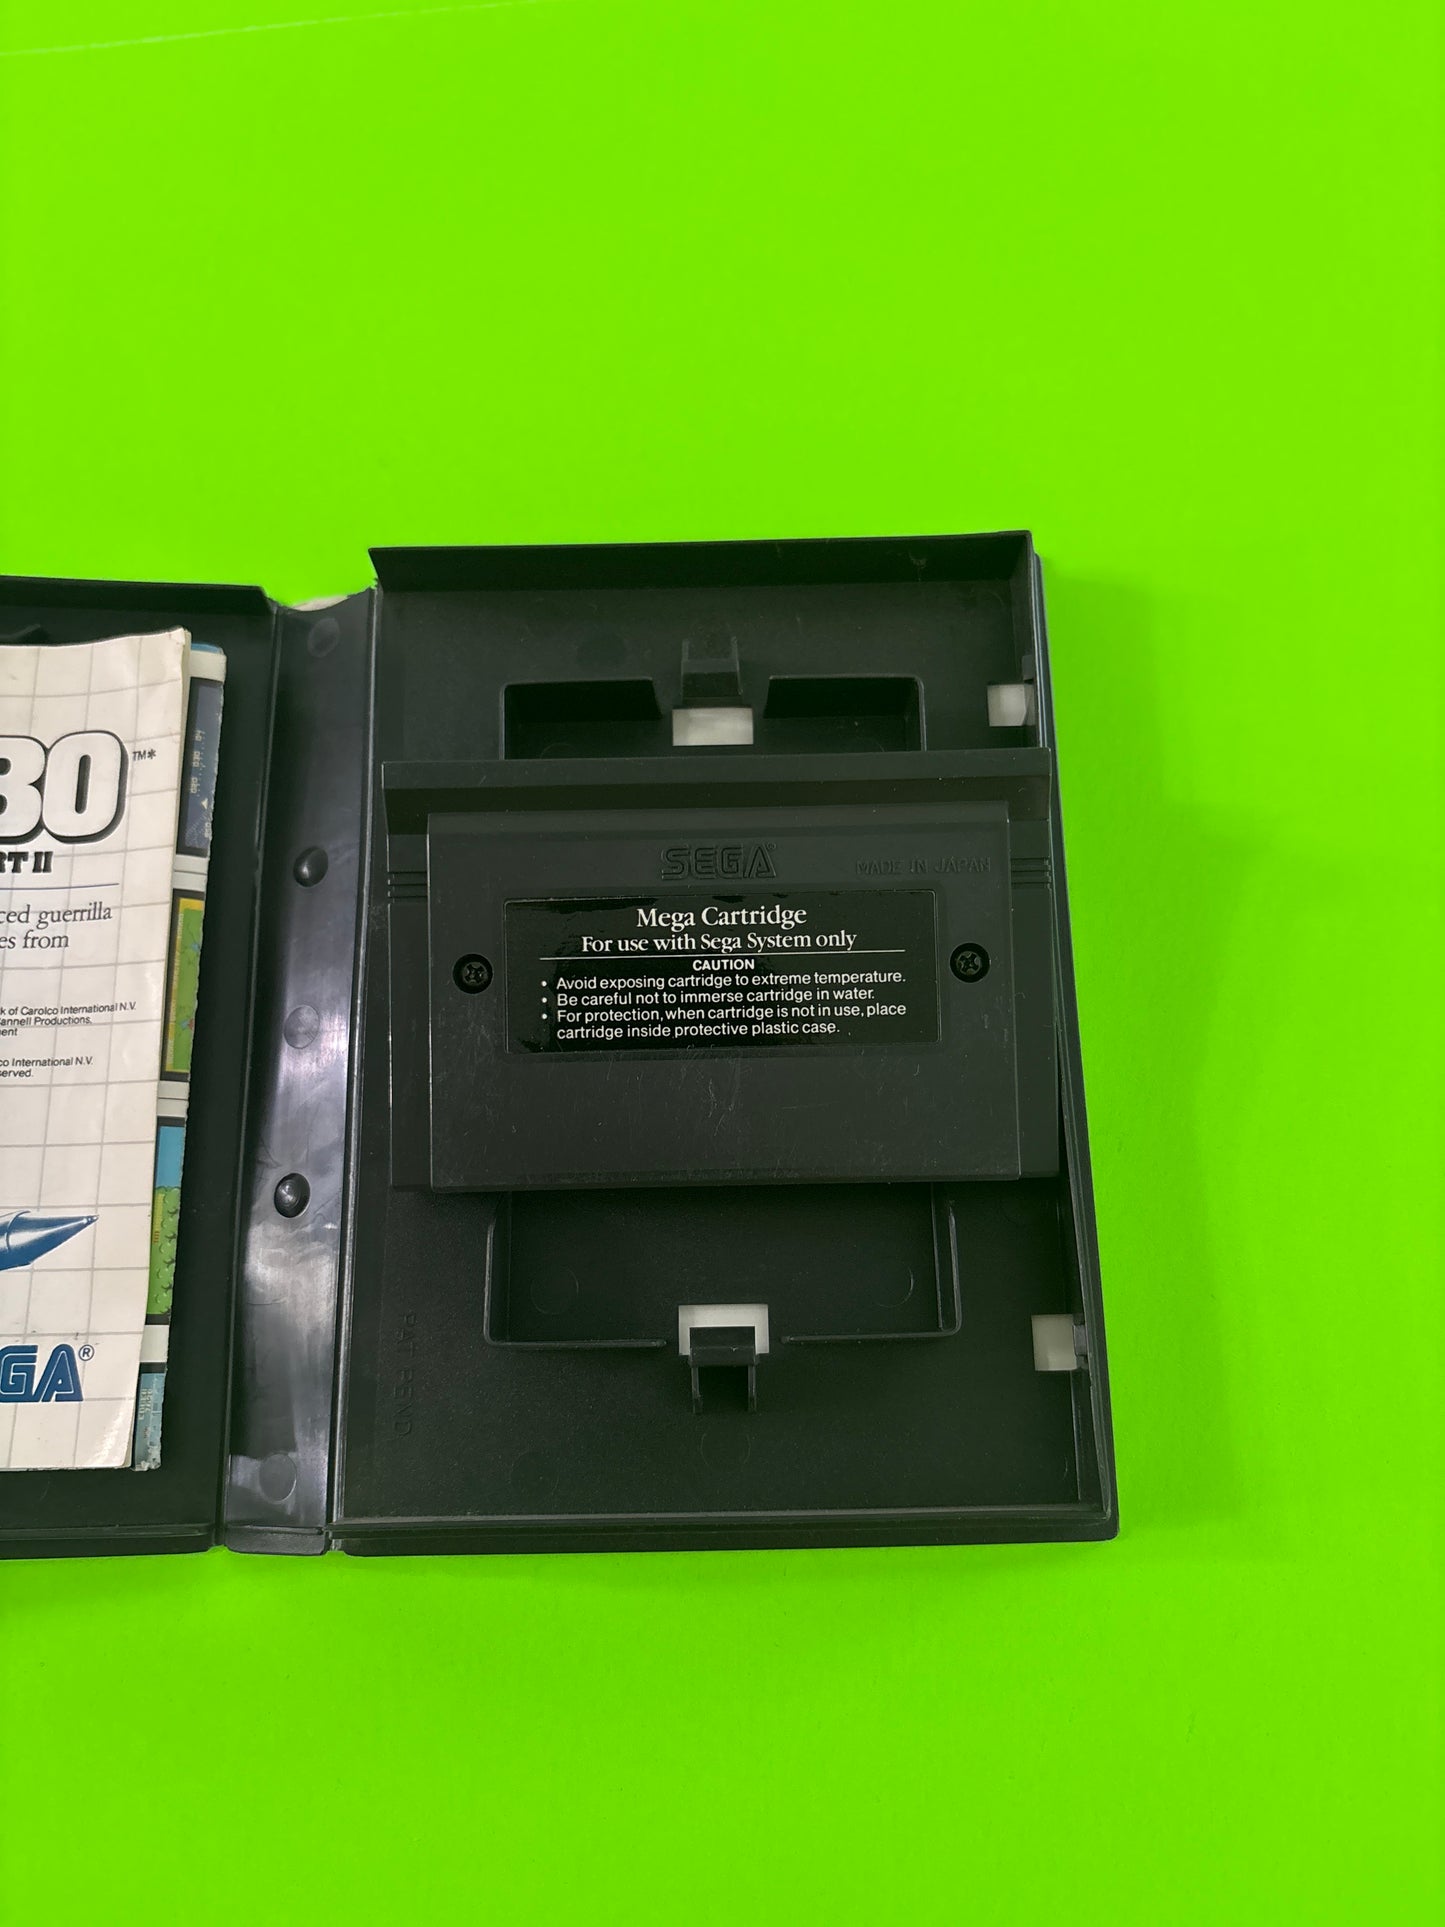 BO™*
RT II
ced guerrilla
es from
k of Carolco International N.V.
annell Productions,
ent
co International N.V.
served.
GA®
SEGA®
MADE IN JAPAN
Mega Cartridge
For use with Sega System only
CAUTION
• Avoid exposing cartridge to extreme temperature.
• Be careful not to immerse cartridge in water.
• For protection, when cartridge is not in use, place
cartridge inside protective plastic case.
PAT. PEND.